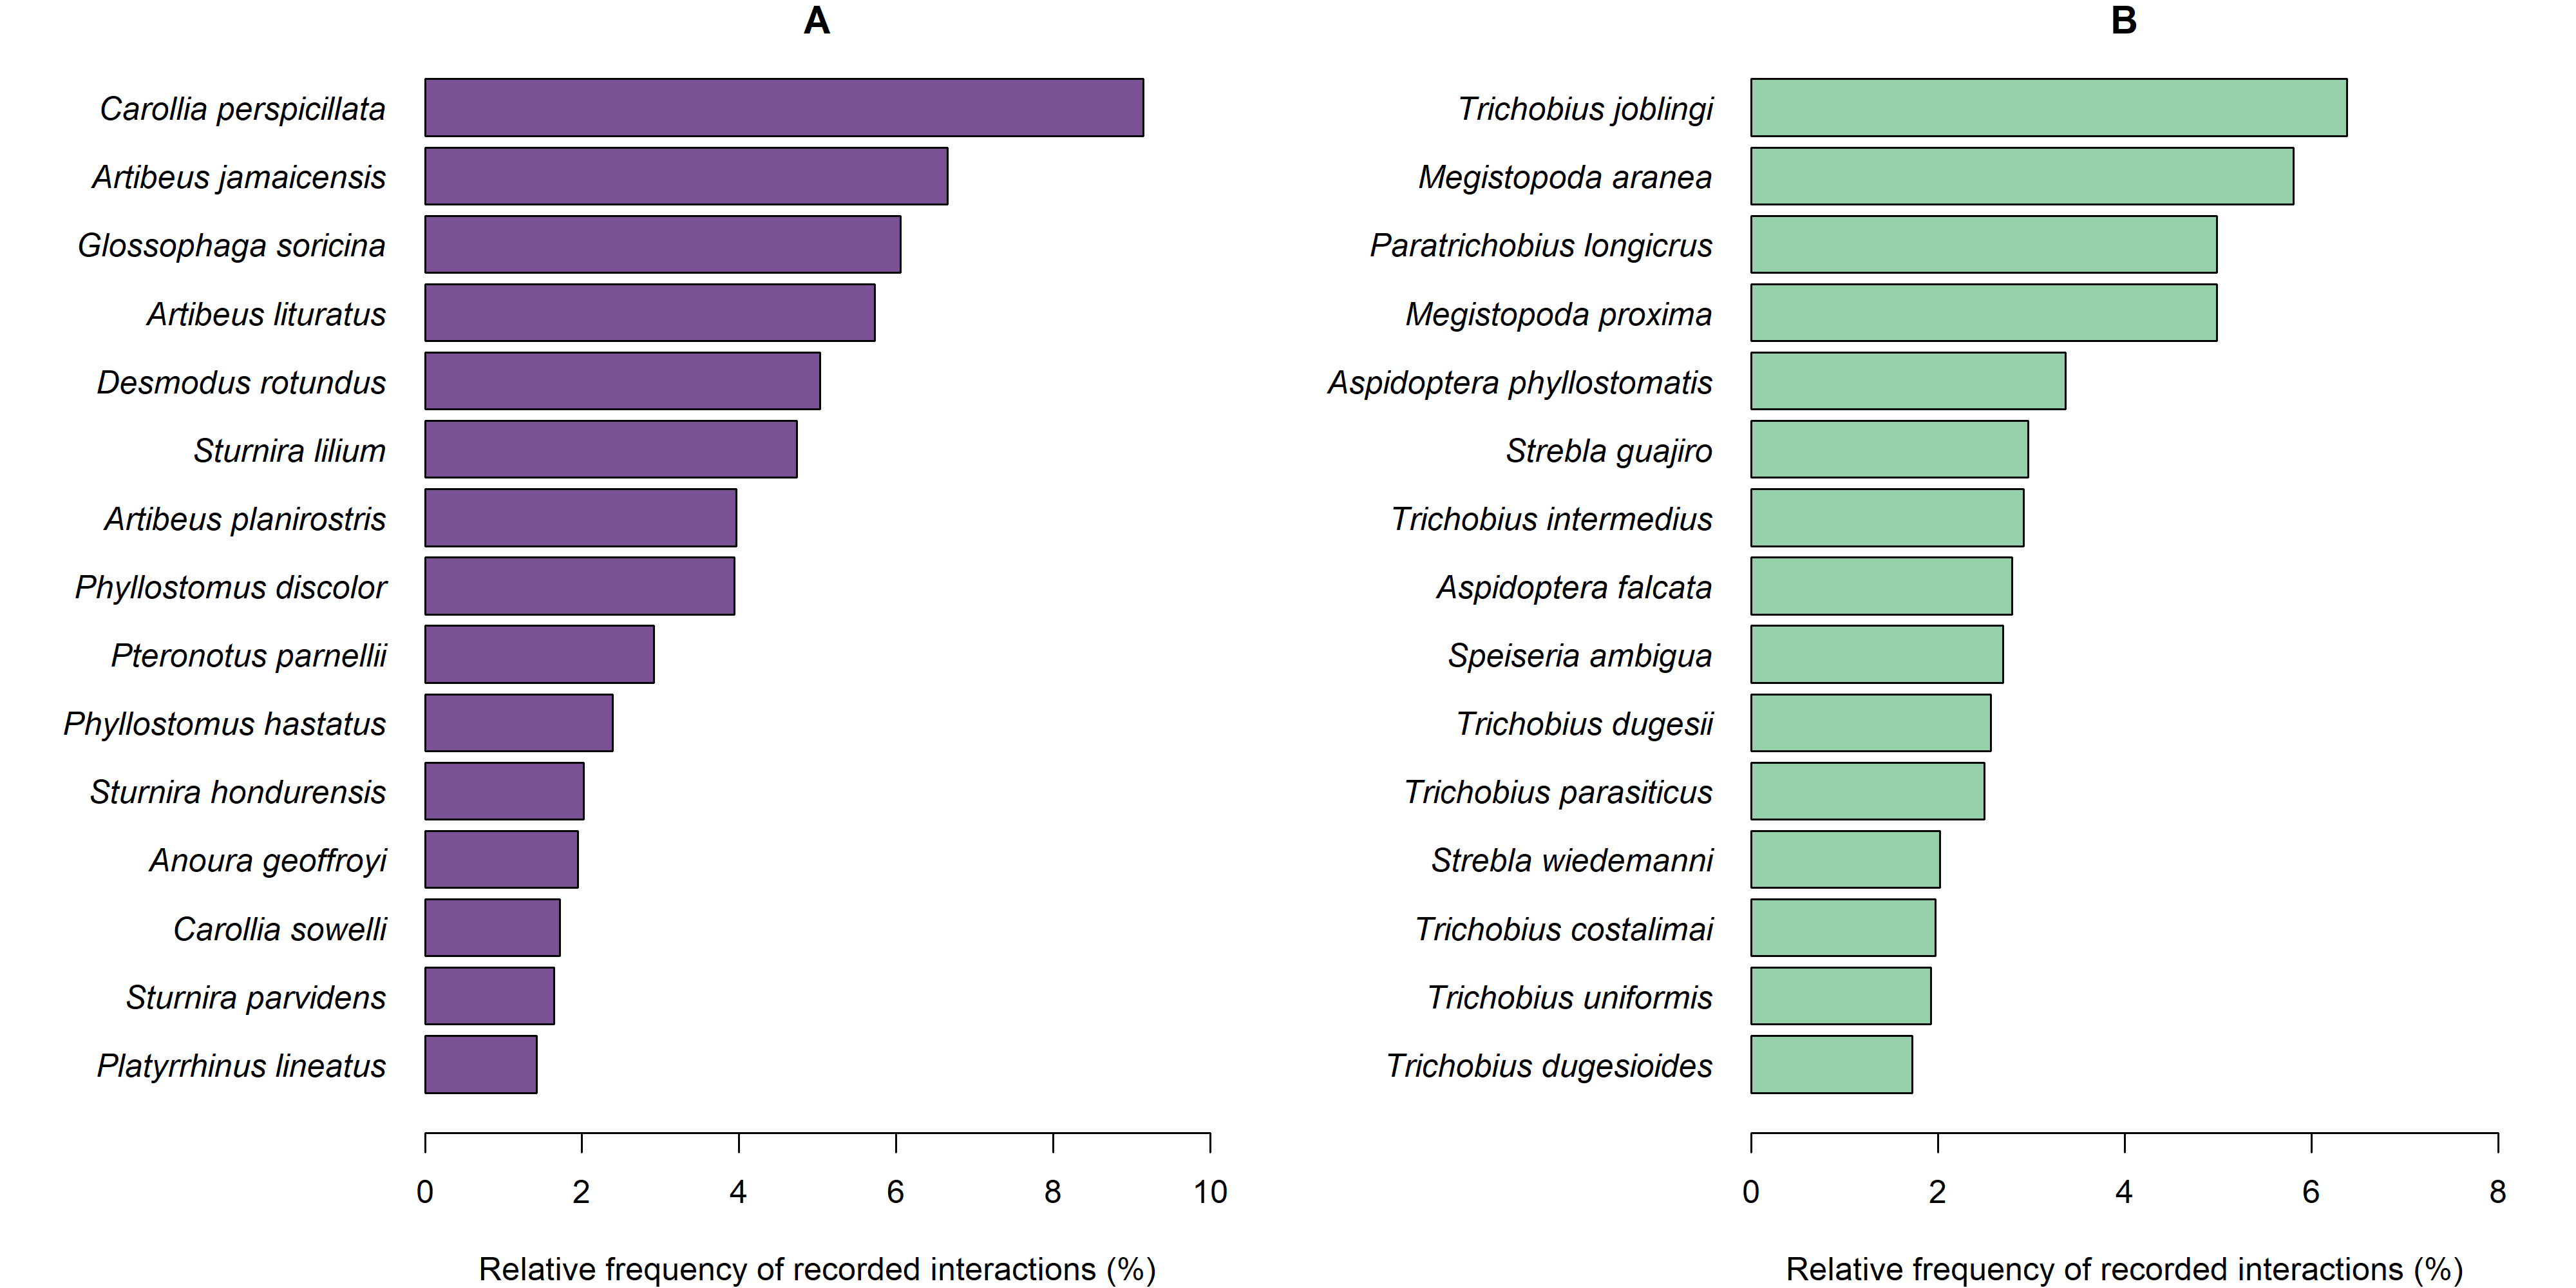 A
Carollia perspicillata
Artibeus jamaicensis
Glossophaga soricina
Artibeus lituratus
Desmodus rotundus
Sturnira lilium
Artibeus planirostris
Phyllostomus discolor
Pteronotus parnellii
Phyllostomus hastatus
Sturnira hondurensis
Anoura geoffroyi
Carollia sowelli
Sturnira parvidens
Platyrrhinus lineatus
0 2 4 6 8 10
Relative frequency of recorded interactions (%)
B
Trichobius joblingi
Megistopoda aranea
Paratrichobius longicrus
Megistopoda proxima
Aspidoptera phyllostomatis
Strebla guajiro
Trichobius intermedius
Aspidoptera falcata
Speiseria ambigua
Trichobius dugesii
Trichobius parasiticus
Strebla wiedemanni
Trichobius costalimai
Trichobius uniformis
Trichobius dugesioides
0 2 4 6 8
Relative frequency of recorded interactions (%)